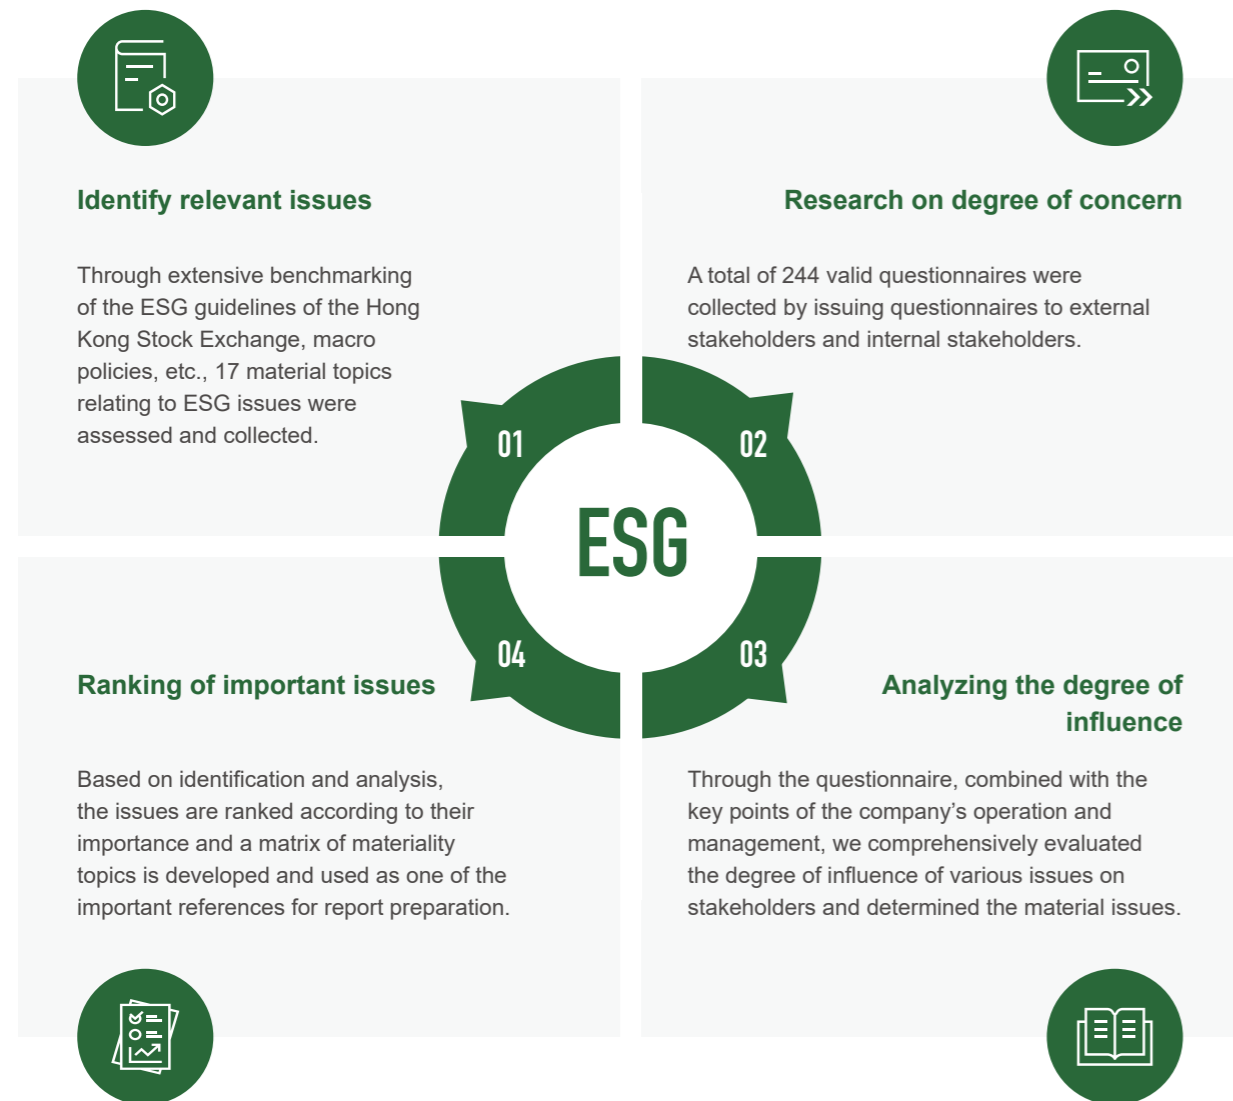 Identify relevant issues
Through extensive benchmarking
of the ESG guidelines of the Hong
Kong Stock Exchange, macro
policies, etc., 17 material topics
relating to ESG issues were
assessed and collected.
01
Research on degree of concern
A total of 244 valid questionnaires were
collected by issuing questionnaires to external
stakeholders and internal stakeholders.
02
ESG
03
Analyzing the degree of
influence
Through the questionnaire, combined with the
key points of the company’s operation and
management, we comprehensively evaluated
the degree of influence of various issues on
stakeholders and determined the material issues.
04
Ranking of important issues
Based on identification and analysis,
the issues are ranked according to their
importance and a matrix of materiality
topics is developed and used as one of the
important references for report preparation.